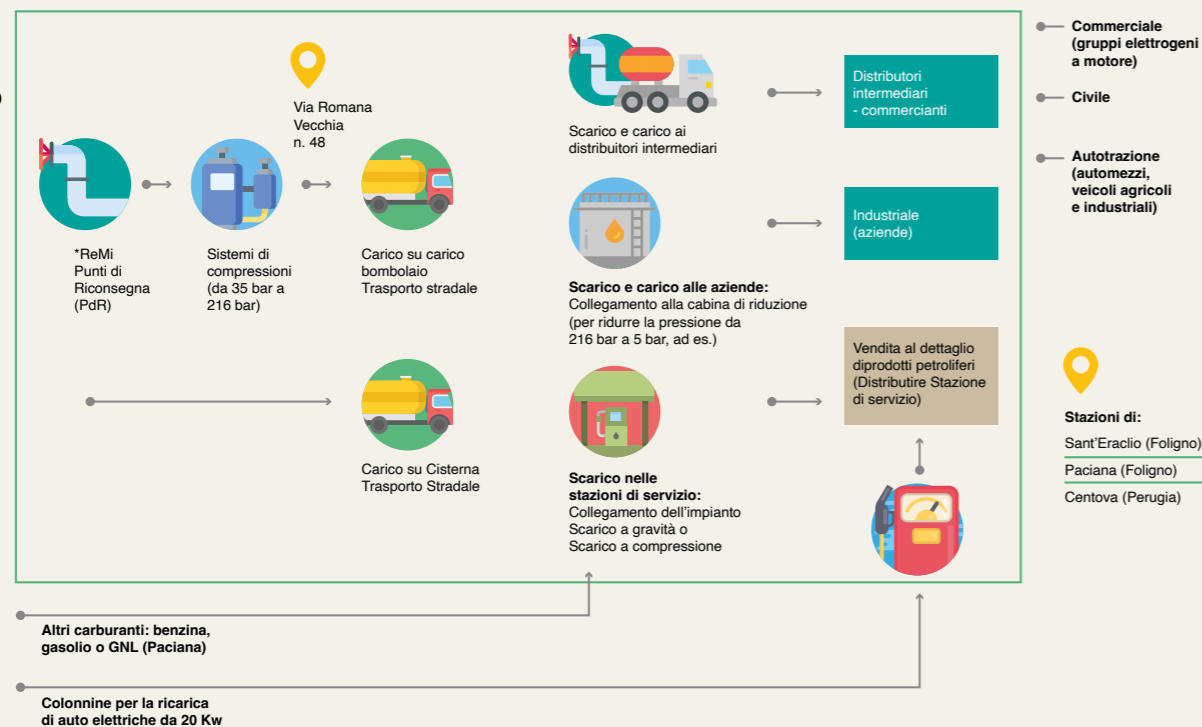 Via Romana
Vecchia
n. 48
*ReMi
Punti di
Riconsegna
(PdR)
Sistemi di
compressioni
(da 35 bar a
216 bar)
Carico su carico
bombolaio
Trasporto stradale
Carico su Cisterna
Trasporto Stradale
Scarico e carico ai
distributori intermediari
Scarico e carico alle aziende:
Collegamento alla cabina di riduzione
(per ridurre la pressione da
216 bar a 5 bar, ad es.)
Scarico nelle
stazioni di servizio:
Collegamento dell'impianto
Scarico a gravità o
Scarico a compressione
Distributori
intermediari
- commercianti
Industriale
(aziende)
Vendita al dettaglio
diprodotti petroliferi
(Distributire Stazione
di servizio)
Commerciale
(gruppi elettrogeni
a motore)
Civile
Autotrazione
(automezzi,
veicoli agricoli
e industriali)
Stazioni di:
Sant'Eraclio (Foligno)
Paciana (Foligno)
Centova (Perugia)
Altri carburanti: benzina,
gasolio o GNL (Paciana)
Colonnine per la ricarica
di auto elettriche da 20 Kw